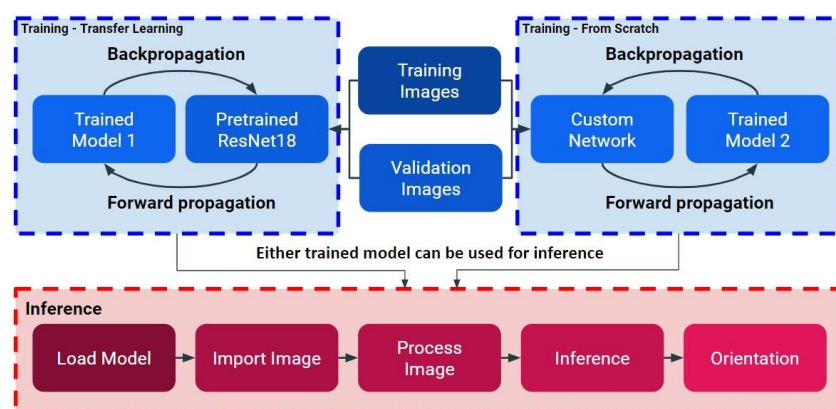 Training - Transfer Learning
Backpropagation
Trained
Model 1
Pretrained
ResNet18
Forward propagation
Training
Images
Validation
Images
Training - From Scratch
Backpropagation
Custom
Network
Trained
Model 2
Forward propagation
Either trained model can be used for inference
Inference
Load Model
Import Image
Process
Image
Inference
Orientation